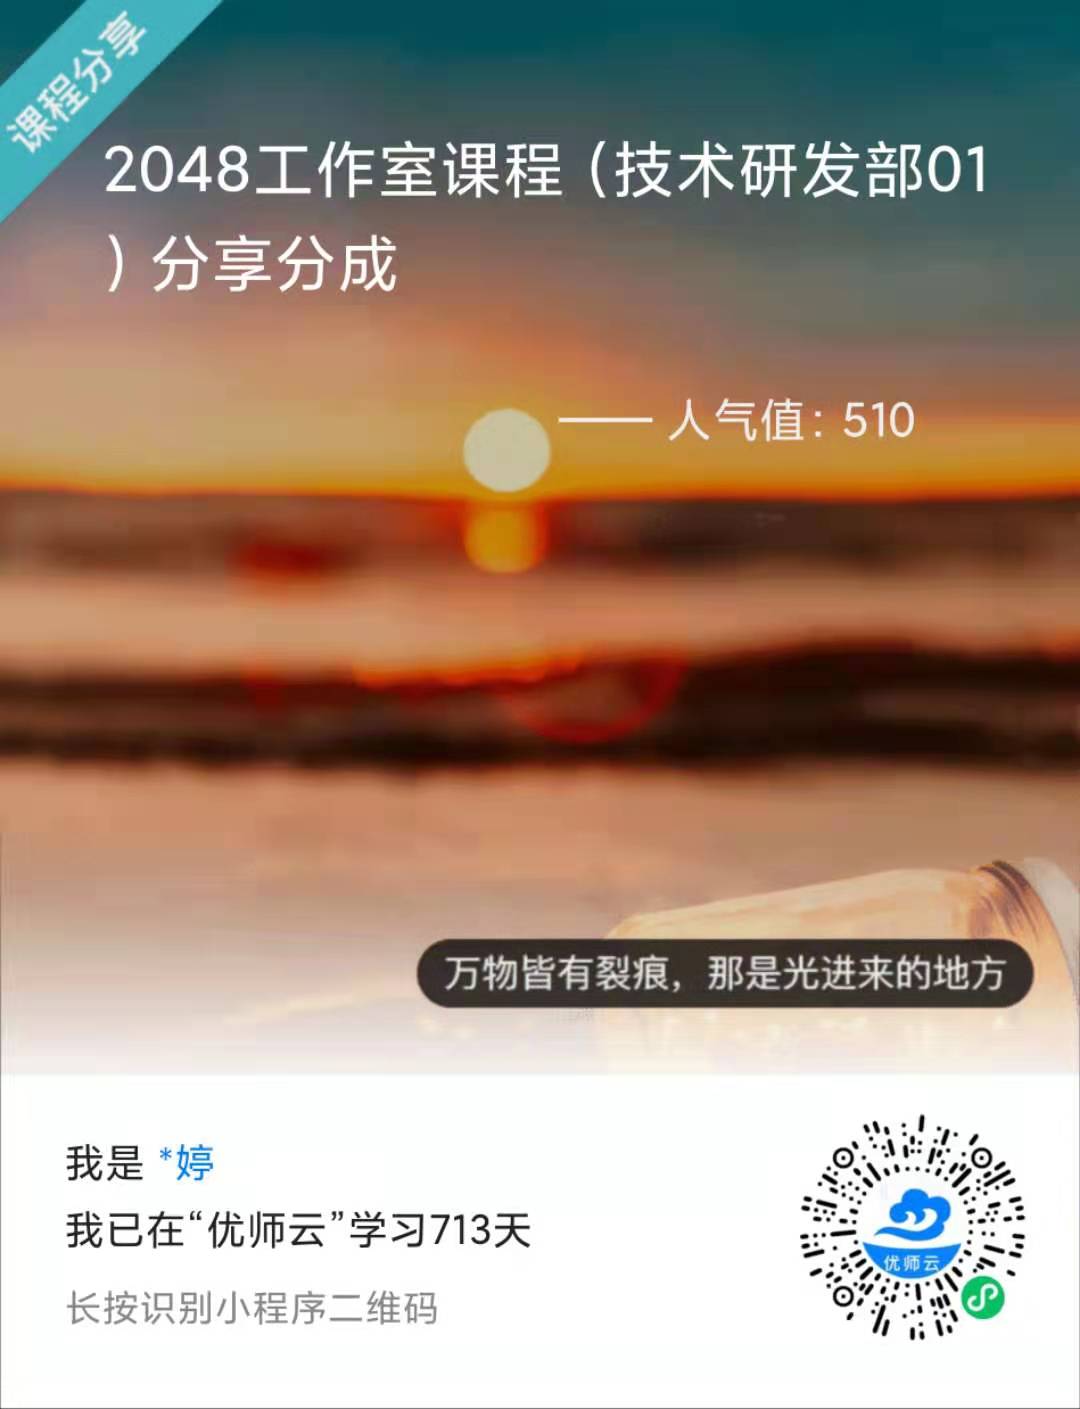 课程分享
2048工作室课程（技术研发部01
）分享分成
人气值：510
万物皆有裂痕，那是光进来的地方
我是 *婷
我已在“优师云”学习713天
长按识别小程序二维码
优师云